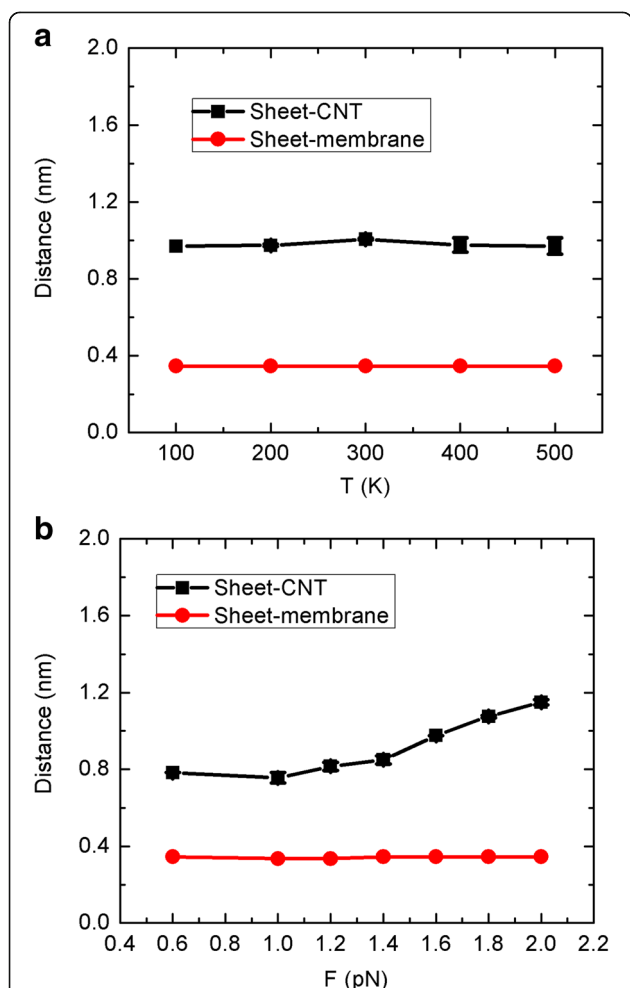 a
2.0
1.6
1.2
0.8
0.4
0.0
Distance (nm)
Sheet-CNT
Sheet-membrane
100 200 300 400 500
T (K)
b
2.0
1.6
1.2
0.8
0.4
0.0
Distance (nm)
Sheet-CNT
Sheet-membrane
0.4 0.6 0.8 1.0 1.2 1.4 1.6 1.8 2.0 2.2
F (pN)